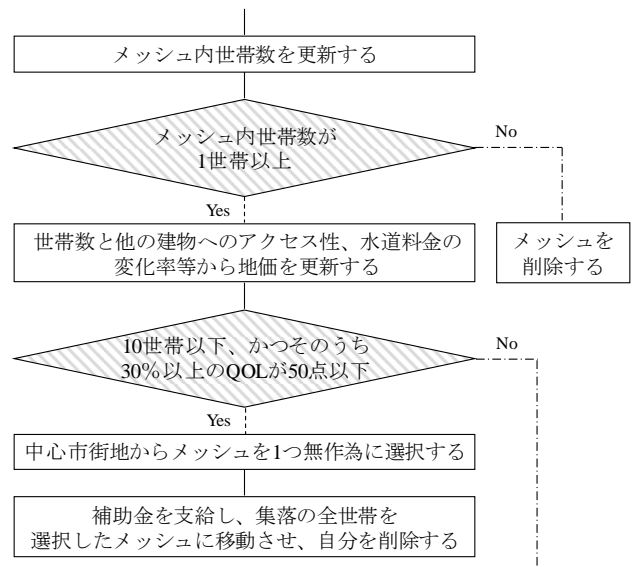 メッシュ内世帯数を更新する
メッシュ内世帯数が
1世帯以上
No
Yes
世帯数と他の建物へのアクセス性、水道料金の
変化率等から地価を更新する
メッシュを
削除する
10世帯以下、かつそのうち
30%以上のQOLが50点以下
No
Yes
中心市街地からメッシュを1つ無作為に選択する
補助金を支給し、集落の全世帯を
選択したメッシュに移動させ、自分を削除する